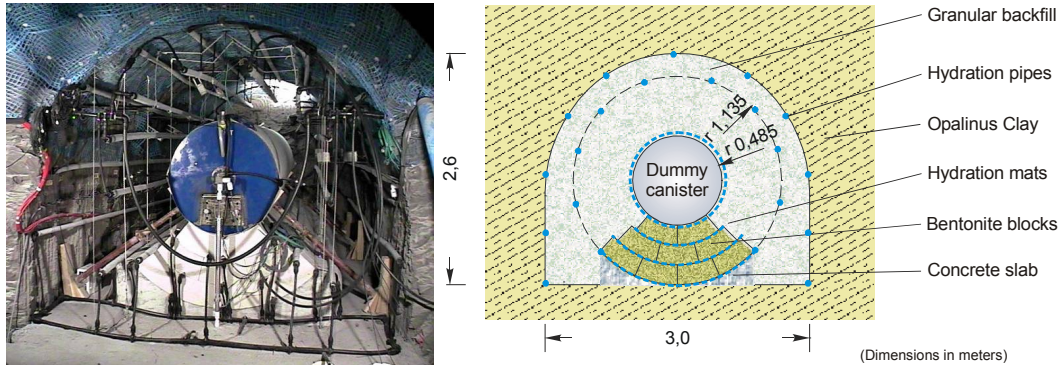 2,6
Granular backfill
Hydration pipes
Opalinus Clay
Hydration mats
Bentonite blocks
Concrete slab
r 1,135
r 0,485
Dummy
canister
3,0
(Dimensions in meters)